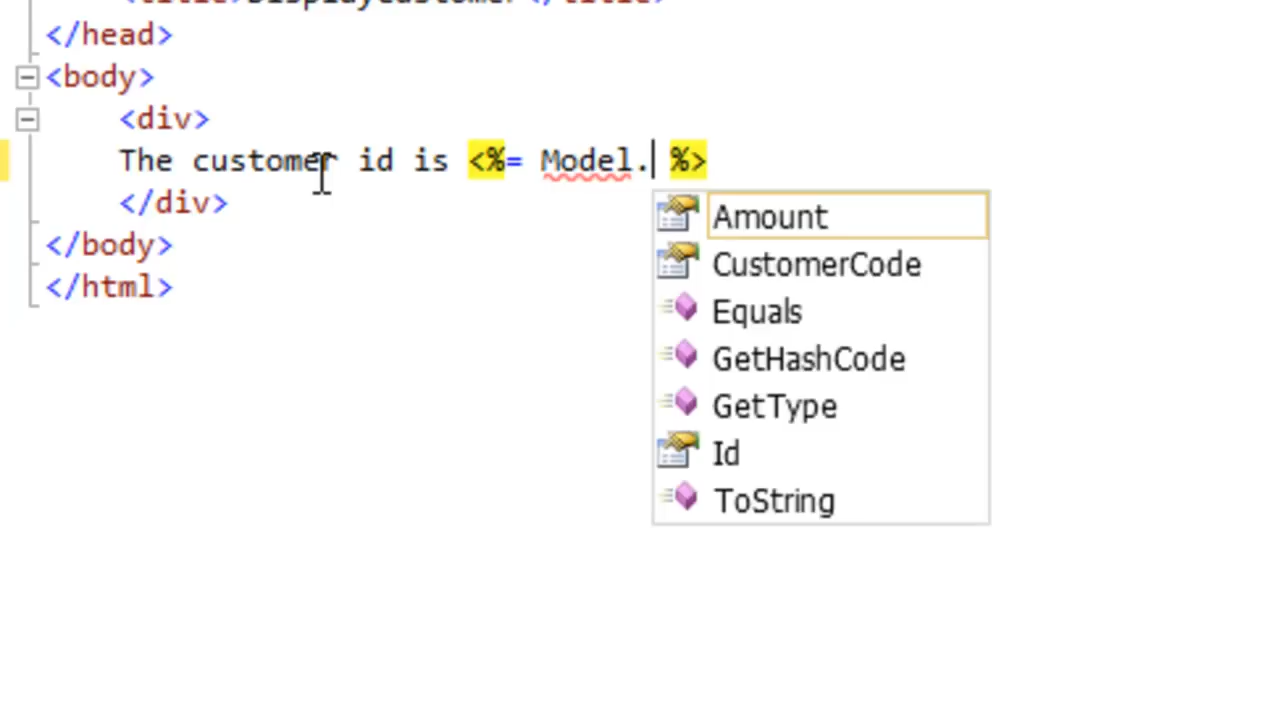 </head>
<body>
<div>
The customer id is <%= Model. %>
</div>
</body>
</html>
Amount
CustomerCode
Equals
GetHashCode
GetType
Id
ToString